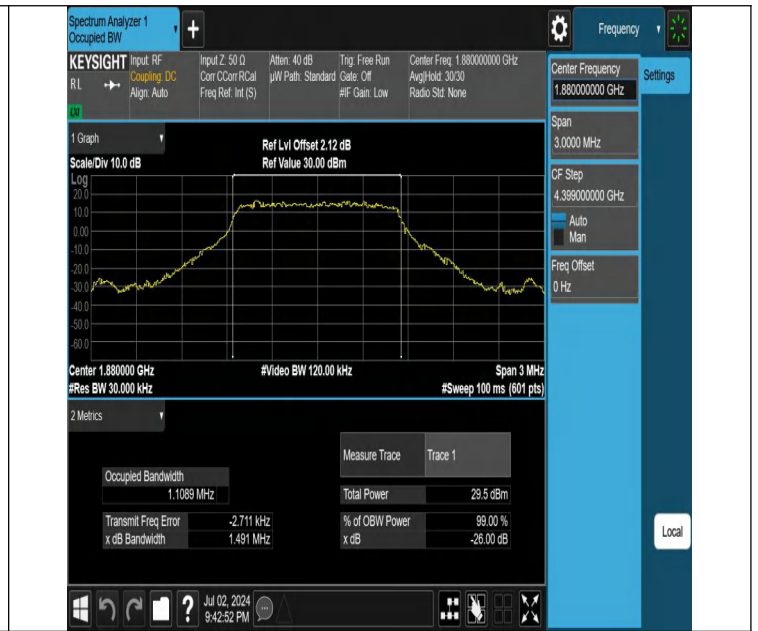 Spectrum Analyzer 1
Occupied BW
+
Frequency
KEYSIGHT
RL
LXI
Input: RF
Coupling: DC
Align: Auto
Input Z: 50 Ω
Corr CCorr RCal
Freq Ref: Int (S)
Atten: 40 dB
µW Path: Standard
Trig: Free Run
Gate: Off
#IF Gain: Low
Center Freq: 1.880000000 GHz
Avg|Hold: 30/30
Radio Std: None
Center Frequency
1.880000000 GHz
Settings
Span
3.0000 MHz
CF Step
4.399000000 GHz
Auto
Man
Freq Offset
0 Hz
1 Graph
Scale/Div 10.0 dB
Ref Lvl Offset 2.12 dB
Ref Value 30.00 dBm
Log
20.0
10.0
0.00
-10.0
-20.0
-30.0
-40.0
-50.0
-60.0
Center 1.880000 GHz
#Video BW 120.00 kHz
Span 3 MHz
#Res BW 30.000 kHz
#Sweep 100 ms (601 pts)
2 Metrics
Measure Trace
Trace 1
Occupied Bandwidth
1.1089 MHz
Total Power
29.5 dBm
Transmit Freq Error
-2.711 kHz
% of OBW Power
99.00 %
x dB Bandwidth
1.491 MHz
x dB
-26.00 dB
Local
?
Jul 02, 2024
9:42:52 PM